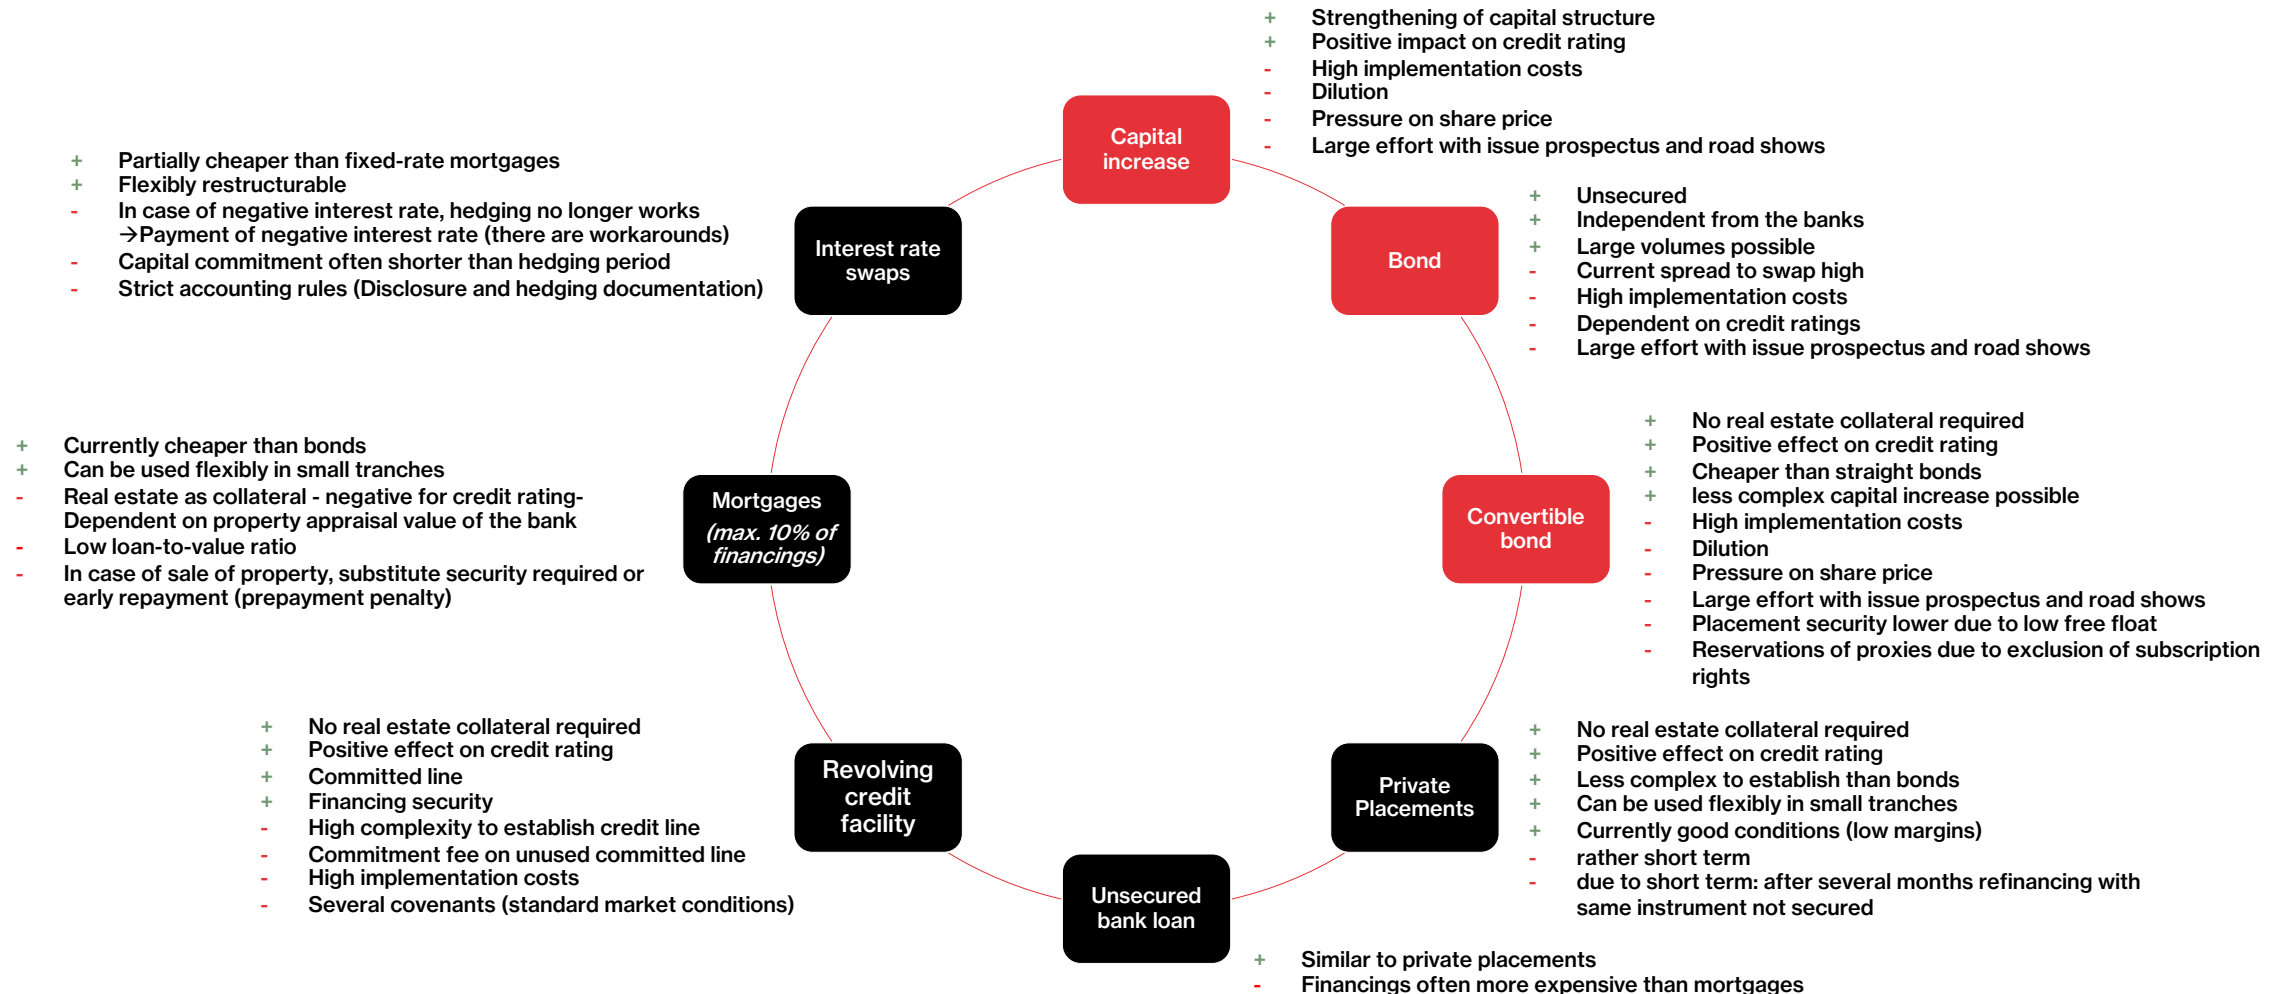 + Strengthening of capital structure
+ Positive impact on credit rating
- High implementation costs
- Dilution
- Pressure on share price
- Large effort with issue prospectus and road shows
Capital
increase
+ Partially cheaper than fixed-rate mortgages
+ Flexibly restructurable
- In case of negative interest rate, hedging no longer works
→Payment of negative interest rate (there are workarounds)
- Capital commitment often shorter than hedging period
- Strict accounting rules (Disclosure and hedging documentation)
Interest rate
swaps
Bond
+ Unsecured
+ Independent from the banks
+ Large volumes possible
- Current spread to swap high
- High implementation costs
- Dependent on credit ratings
- Large effort with issue prospectus and road shows
+ Currently cheaper than bonds
+ Can be used flexibly in small tranches
- Real estate as collateral - negative for credit rating-
Dependent on property appraisal value of the bank
- Low loan-to-value ratio
- In case of sale of property, substitute security required or
early repayment (prepayment penalty)
Mortgages
(max. 10% of
financings)
Convertible
bond
+ No real estate collateral required
+ Positive effect on credit rating
+ Cheaper than straight bonds
+ less complex capital increase possible
- High implementation costs
- Dilution
- Pressure on share price
- Large effort with issue prospectus and road shows
- Placement security lower due to low free float
- Reservations of proxies due to exclusion of subscription
rights
+ No real estate collateral required
+ Positive effect on credit rating
+ Committed line
+ Financing security
- High complexity to establish credit line
- Commitment fee on unused committed line
- High implementation costs
- Several covenants (standard market conditions)
Revolving
credit
facility
Private
Placements
+ No real estate collateral required
+ Positive effect on credit rating
+ Less complex to establish than bonds
+ Can be used flexibly in small tranches
+ Currently good conditions (low margins)
- rather short term
- due to short term: after several months refinancing with
same instrument not secured
Unsecured
bank loan
+ Similar to private placements
- Financings often more expensive than mortgages